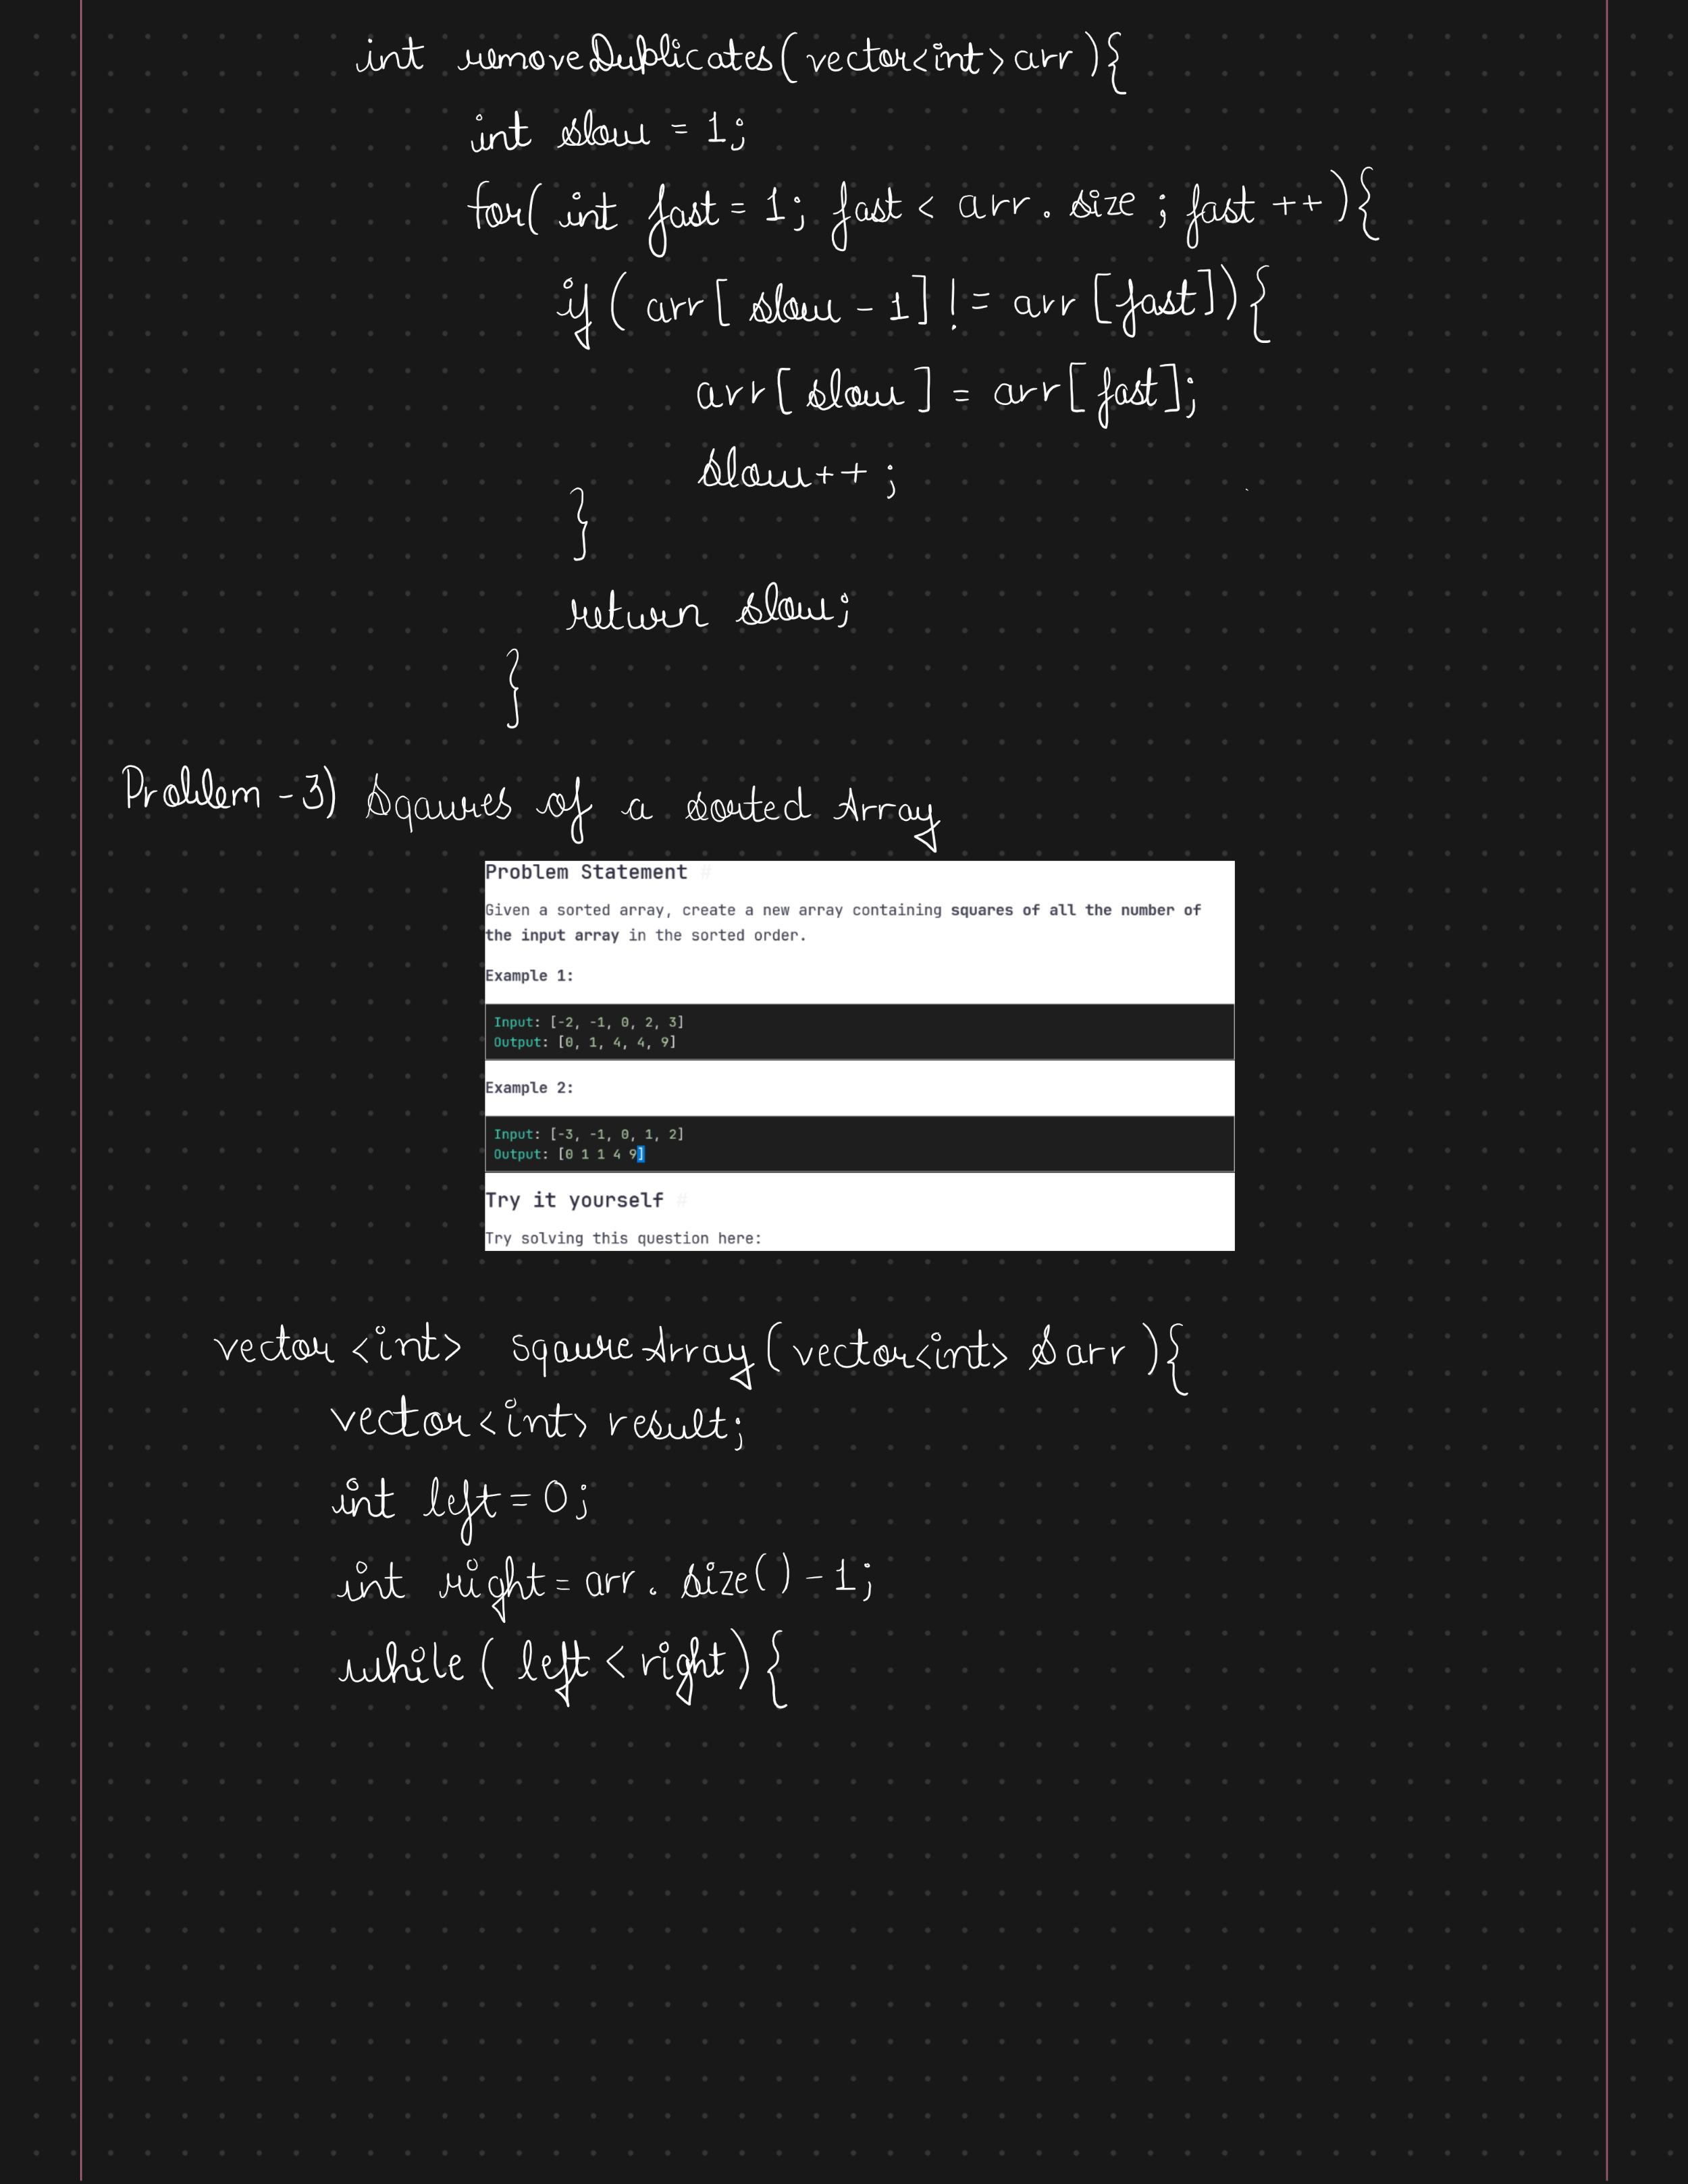 int removeDuplicates(vector<int> arr){
int slow = 1;
for( int fast = 1; fast < arr. size ; fast ++){
if ( arr[ slow - 1] != arr [fast]){
arr[ slow ] = arr[ fast];
slow++ ;
}
return slow;
}
Problem - 3) Sqaures of a sorted Array
Problem Statement #
Given a sorted array, create a new array containing squares of all the number of
the input array in the sorted order.
Example 1:
Input: [-2, -1, 0, 2, 3]
Output: [0, 1, 4, 4, 9]
Example 2:
Input: [-3, -1, 0, 1, 2]
Output: [0 1 1 4 9]
Try it yourself #
Try solving this question here:
vector <int> sqaureArray (vector<int> &arr ){
vector<int> result;
int left = 0;
int right = arr. size() - 1;
while ( left < right) {